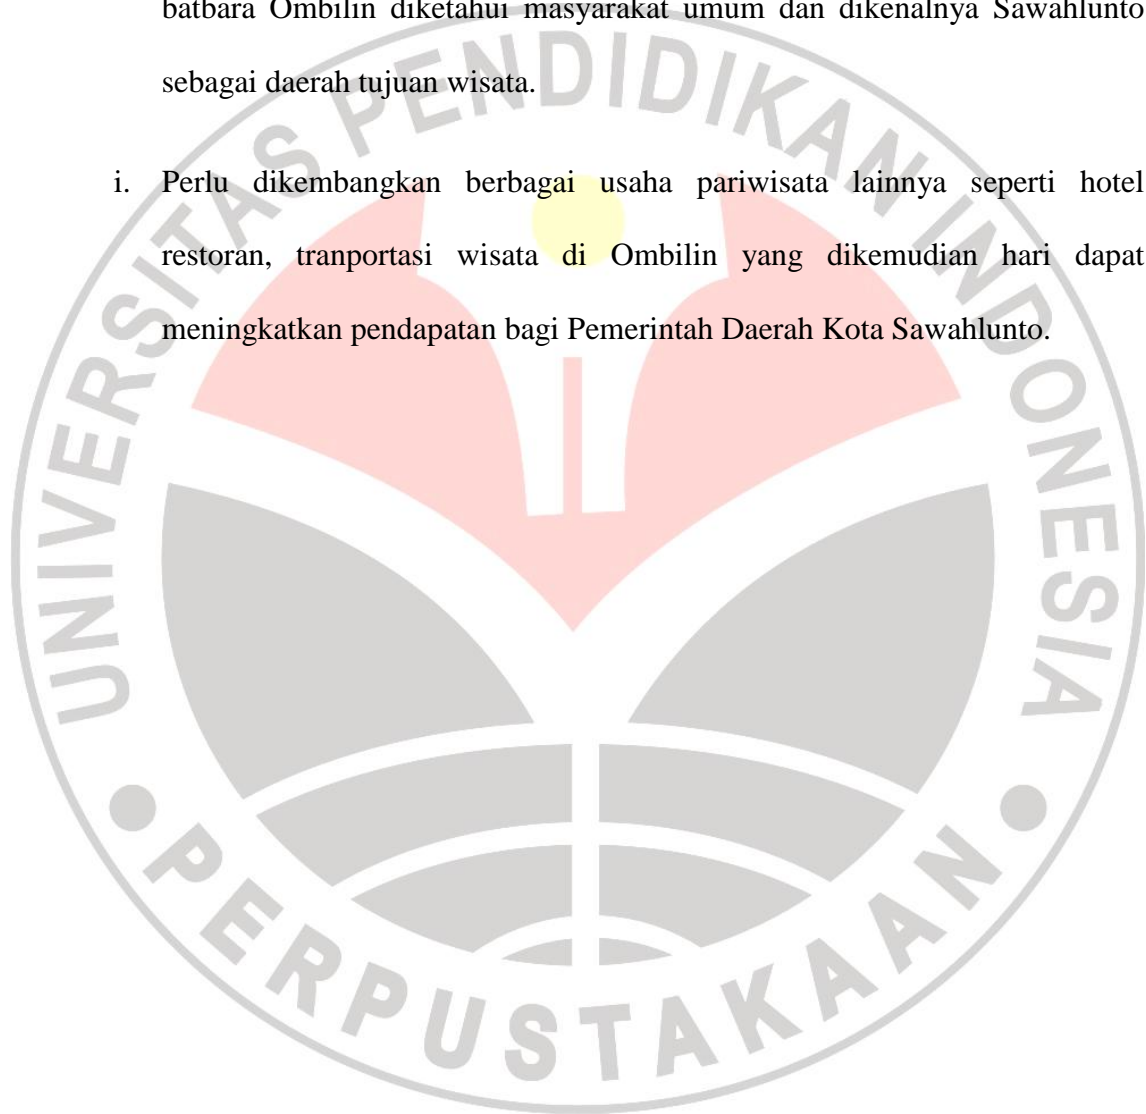 batbara Ombilin diketahui masyarakat umum dan dikenalnya Sawahlunto
sebagai daerah tujuan wisata.
i. Perlu dikembangkan berbagai usaha pariwisata lainnya seperti hotel
restoran, tranportasi wisata di Ombilin yang dikemudian hari dapat
meningkatkan pendapatan bagi Pemerintah Daerah Kota Sawahlunto.
UNIVERSITAS PENDIDIKAN INDONESIA
PERPUSTAKAAN